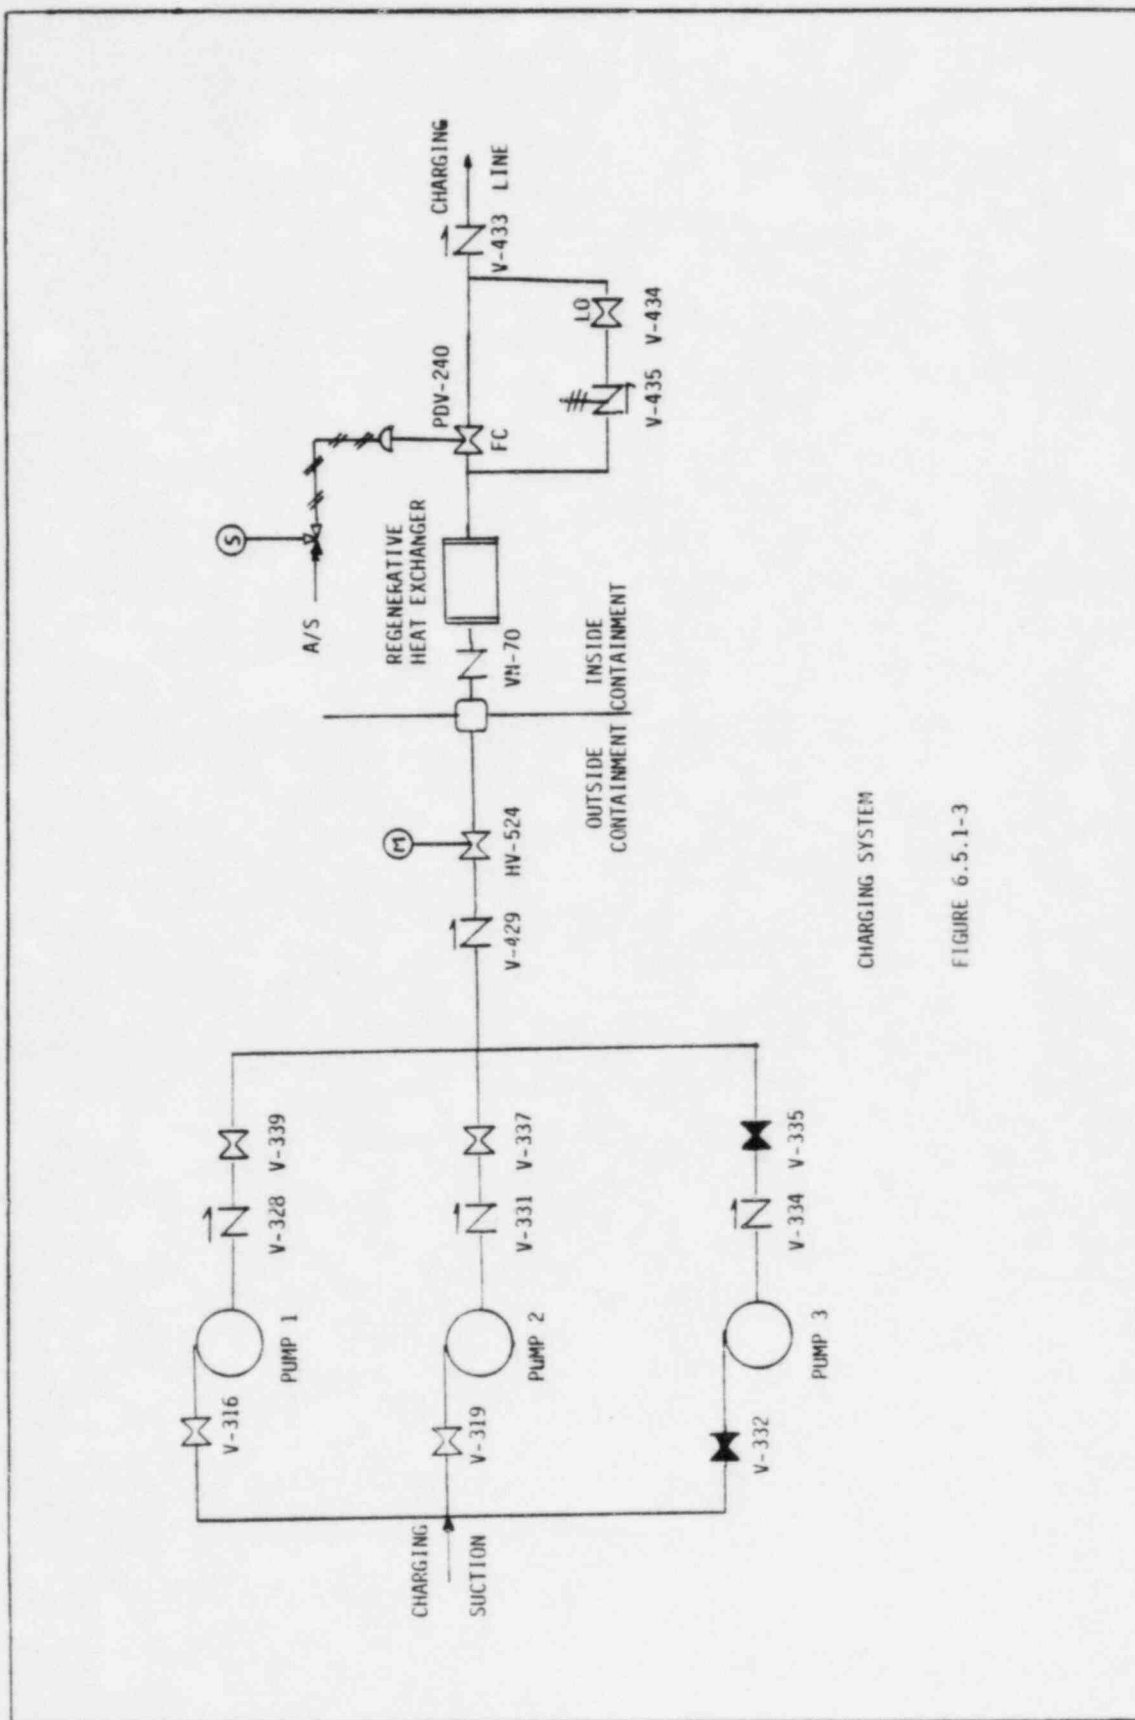 CHARGING
SUCTION
V-316
PUMP 1
V-328
V-339
V-319
PUMP 2
V-331
V-337
V-332
PUMP 3
V-334
V-335
V-429
M
HV-524
OUTSIDE
CONTAINMENT
INSIDE
CONTAINMENT
VN-70
REGENERATIVE
HEAT EXCHANGER
A/S
S
PDV-240
FC
V-435
LO
V-434
V-433
CHARGING
LINE
CHARGING SYSTEM
FIGURE 6.5.1-3